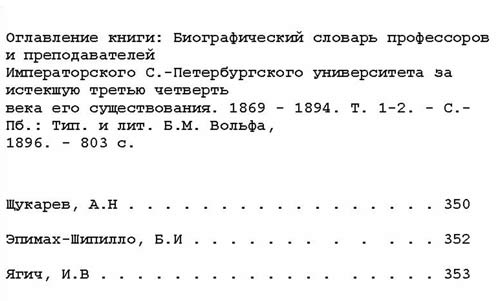 Оглавление книги: Биографический словарь профессоров
и преподавателей
Императорского С.-Петербургского университета за
истекшую третью четверть
века его существования. 1869 - 1894. Т. 1-2. - С.-
Пб.: Тип. и лит. Б.М. Вольфа,
1896. - 803 с.
Щукарев, А.Н . . . . . . . . . . . . . . . . . . 350
Эпимах-Шипилло, Б.И . . . . . . . .  .  . . . 352
Ягич, И.В . . . . . . . . . . . . . . .  . . . . 353